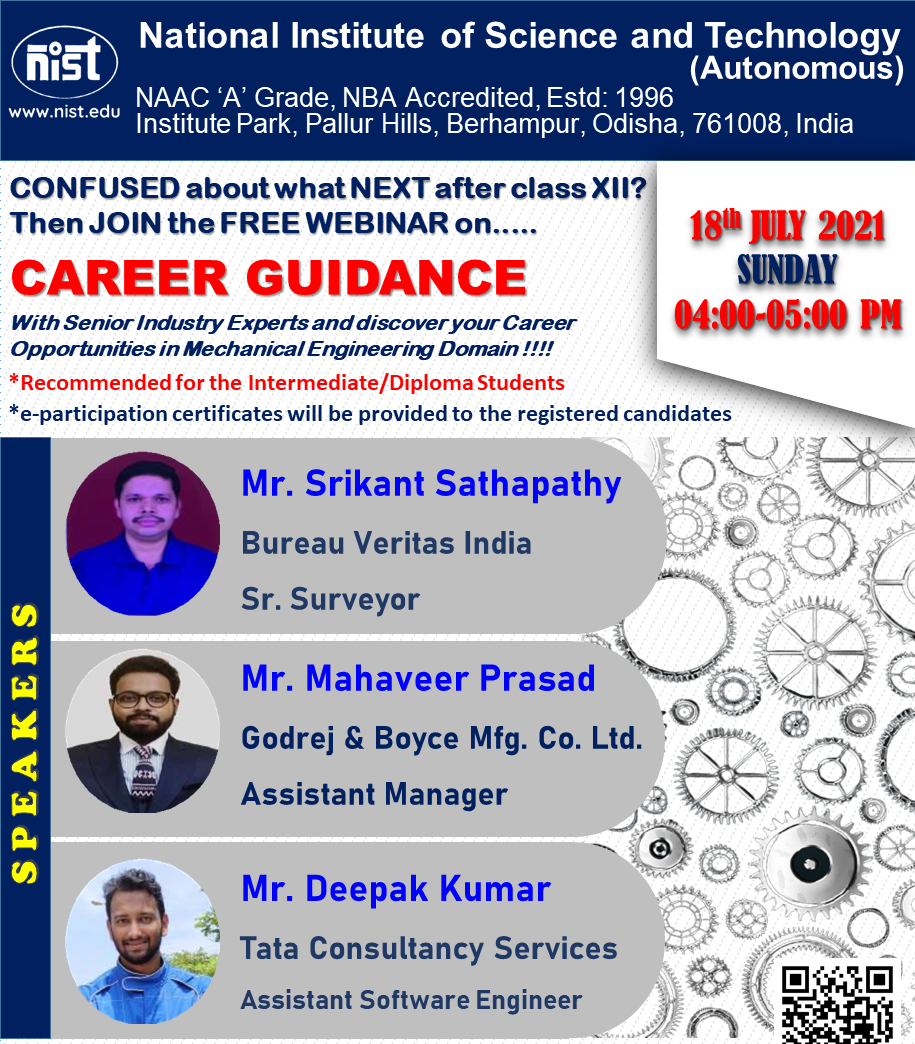 nist
www.nist.edu
National Institute of Science and Technology
(Autonomous)
NAAC ‘A’ Grade, NBA Accredited, Estd: 1996
Institute Park, Pallur Hills, Berhampur, Odisha, 761008, India
CONFUSED about what NEXT after class XII?
Then JOIN the FREE WEBINAR on.....
18th JULY 2021
SUNDAY
04:00-05:00 PM
CAREER GUIDANCE
With Senior Industry Experts and discover your Career
Opportunities in Mechanical Engineering Domain !!!!
*Recommended for the Intermediate/Diploma Students
*e-participation certificates will be provided to the registered candidates
SPEAKERS
Mr. Srikant Sathapathy
Bureau Veritas India
Sr. Surveyor
Mr. Mahaveer Prasad
Godrej & Boyce Mfg. Co. Ltd.
Assistant Manager
Mr. Deepak Kumar
Tata Consultancy Services
Assistant Software Engineer